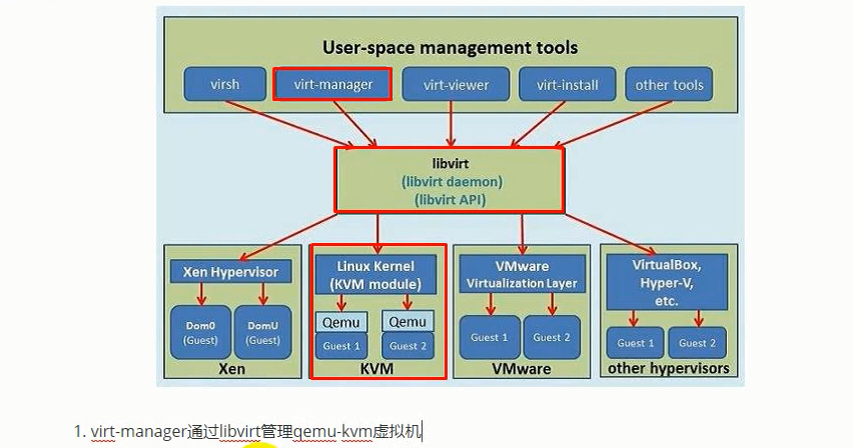 User-space management tools
virsh
virt-manager
virt-viewer
virt-install
other tools
libvirt
(libvirt daemon)
(libvirt API)
Xen Hypervisor
Dom0
(Guest)
DomU
(Guest)
Xen
Linux Kernel
(KVM module)
Qemu
Qemu
Guest 1
Guest 2
KVM
VMware
Virtualization Layer
Guest 1
Guest 2
VMware
VirtualBox,
Hyper-V,
etc.
Guest 1
Guest 2
other hypervisors
1. virt-manager通过libvirt管理qemu-kvm虚拟机